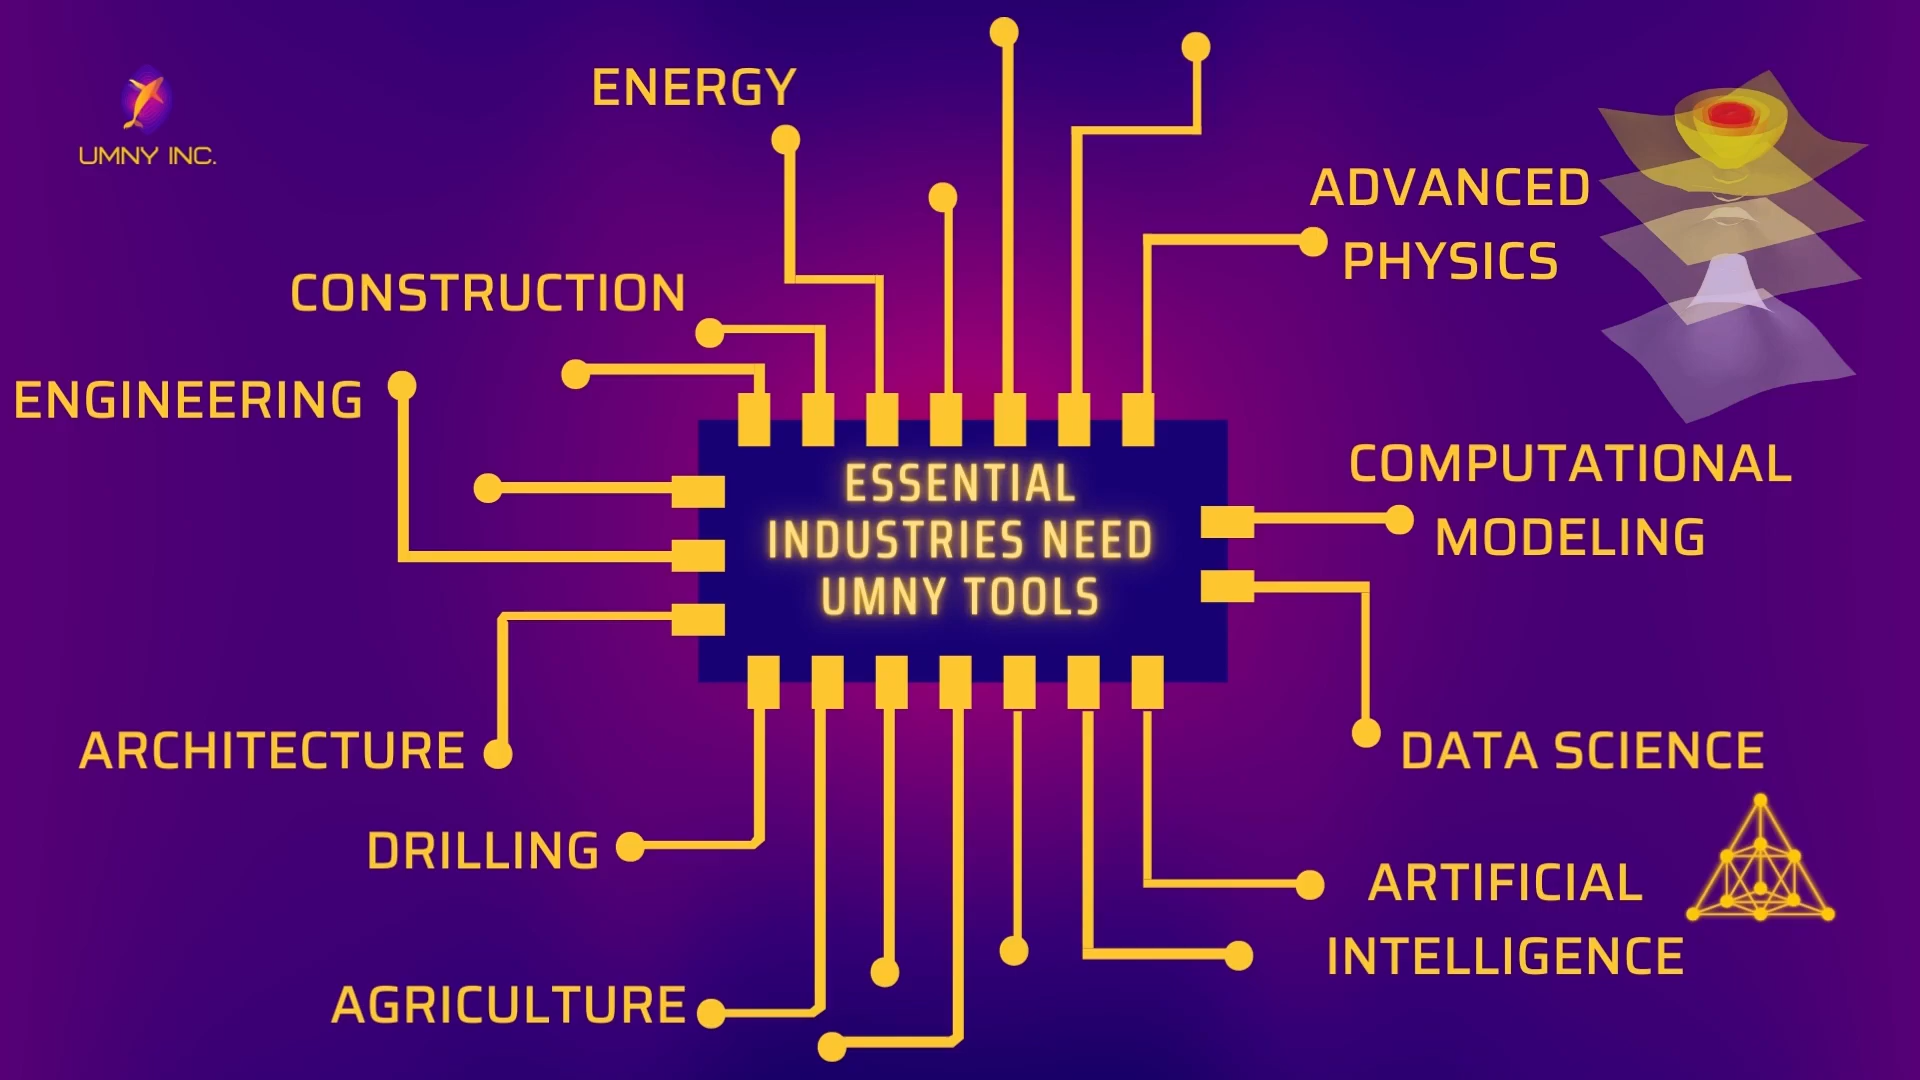 UMNY INC.
ENERGY
CONSTRUCTION
ENGINEERING
ARCHITECTURE
DRILLING
AGRICULTURE
ESSENTIAL
INDUSTRIES NEED
UMNY TOOLS
ADVANCED
PHYSICS
COMPUTATIONAL
MODELING
DATA SCIENCE
ARTIFICIAL
INTELLIGENCE